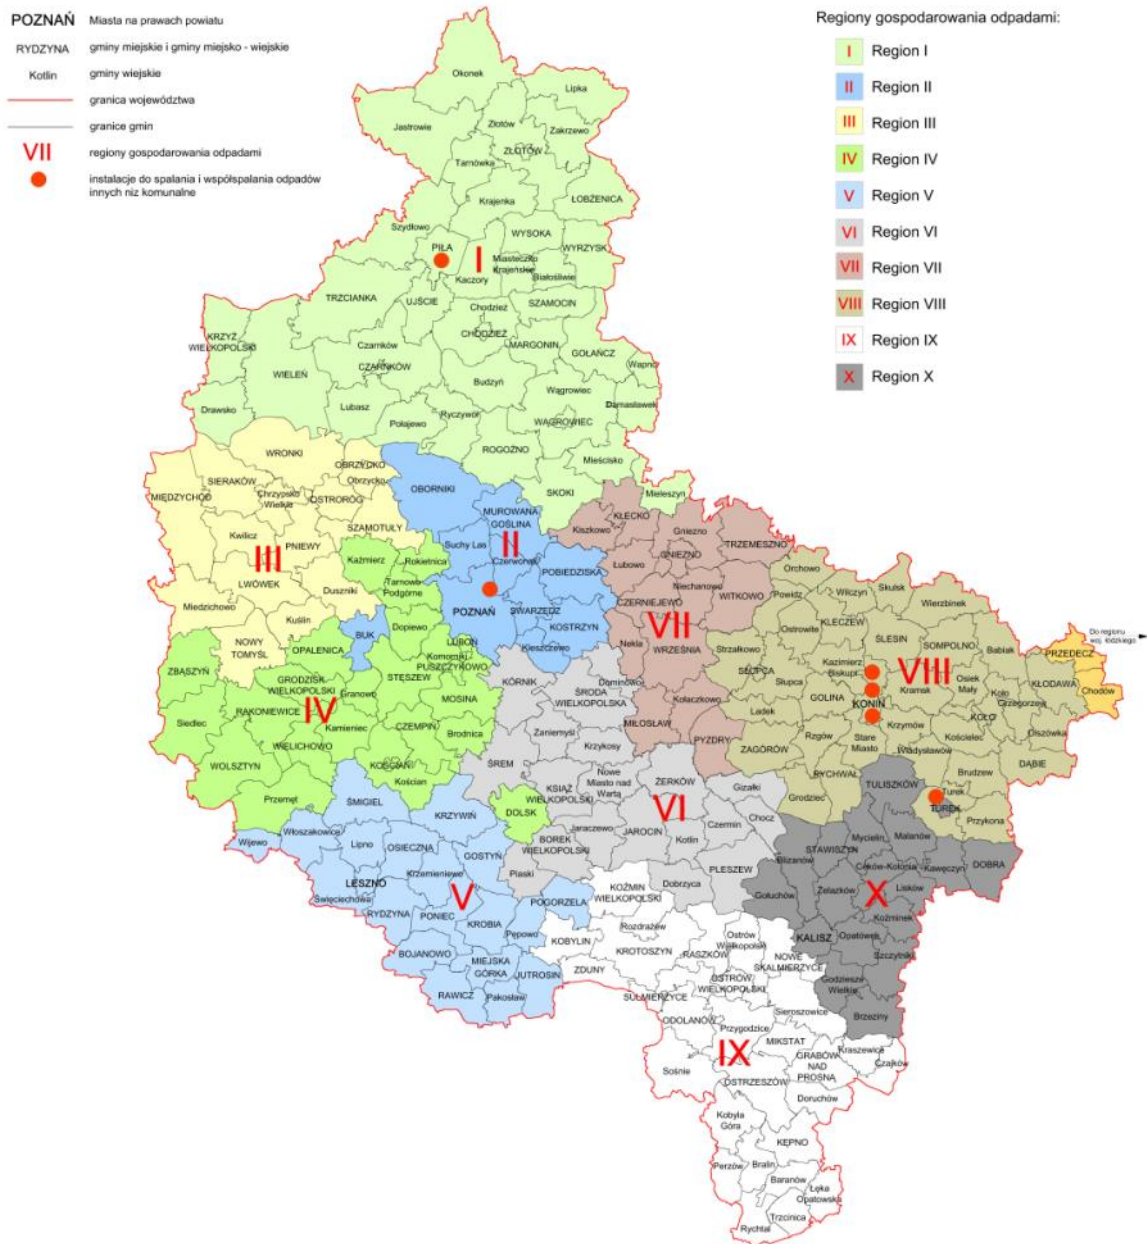 POZNAŃ Miasta na prawach powiatu
RYDZYNA gminy miejskie i gminy miejsko - wiejskie
Kotlin gminy wiejskie
granica województwa
granice gmin
VII regiony gospodarowania odpadami
instalacje do spalania i współspalania odpadów
innych niż komunalne
Regiony gospodarowania odpadami:
I Region I
II Region II
III Region III
IV Region IV
V Region V
VI Region VI
VII Region VII
VIII Region VIII
IX Region IX
X Region X
Okonek
Lipka
Jastrowie
Złotów
Zakrzewo
ZŁOTÓW
Tarnówka
Krajenka
ŁOBŻENICA
Szydłowo
WYSOKA
PIŁA
I
WYRZYSK
Miasteczko
Krajeńskie
Białośliwie
Kaczory
TRZCIANKA
UJŚCIE
SZAMOCIN
Chodzież
CHODZIEŻ
KRZYŻ
WIELKOPOLSKI
Czarnków
MARGONIN
GOŁAŃCZ
CZARNKÓW
Wapno
WIELEŃ
Budzyń
Wągrowiec
Damasławek
Drawsko
Lubasz
Połajewo
Ryczywół
WĄGROWIEC
ROGOŹNO
Mieścisko
SKOKI
Mieleszyn
WRONKI
OBRZYCKO
Obrzycko
SIERAKÓW
MIĘDZYCHÓD
Chrzypsko
Wielkie
OSTRORÓG
SZAMOTUŁY
Kwilcz
PNIEWY
III
LWÓWEK
Duszniki
Miedzichowo
Kuślin
NOWY
TOMYŚL
OBORNIKI
MUROWANA
GOŚLINA
II
Suchy Las
Czerwonak
POBIEDZISKA
POZNAŃ
SWARZĘDZ
KOSTRZYN
Kleszczewo
BUK
Kaźmierz
Rokietnica
Tarnowo
Podgórne
Dopiewo
LUBOŃ
Komorniki
PUSZCZYKOWO
OPALENICA
ZBĄSZYŃ
GRODZISK
WIELKOPOLSKI
Granowo
STĘSZEW
MOSINA
Siedlec
RAKONIEWICE
IV
Kamieniec
CZEMPIŃ
Brodnica
WIELICHOWO
WOLSZTYN
KOŚCIAN
Kościan
Przemęt
DOLSK
KŁECKO
Kiszkowo
Gniezno
GNIEZNO
TRZEMESZNO
Łubowo
Niechanowo
CZERNIEJEWO
WITKOWO
VII
Nekla
WRZEŚNIA
Kołaczkowo
MIŁOSŁAW
PYZDRY
Orchowo
Powidz
Wilczyn
Skulsk
Wierzbinek
KLECZEW
Ostrowite
ŚLESIN
SOMPOLNO
Babiak
Strzałkowo
SŁUPCA
Słupca
Kazimierz
Biskupi
VIII
Osiek
Mały
Kramsk
Koło
Grzegorzew
KŁODAWA
GOLINA
KONIN
KOŁO
Lądek
Krzymów
Kościelec
Olszówka
Rzgów
Stare
Miasto
Władysławów
DĄBIE
ZAGÓRÓW
RYCHWAŁ
Brudzew
Grodziec
Turek
TUREK
Przykona
PRZEDECZ
Chodów
Do regionu
woj. łódzkiego
KÓRNIK
Dominowo
ŚRODA
WIELKOPOLSKA
Zaniemyśl
Krzykosy
ŚREM
Nowe
Miasto nad
Wartą
KSIĄŻ
WIELKOPOLSKI
ŻERKÓW
Gizałki
VI
Chocz
Jaraczewo
JAROCIN
Czermin
BOREK
WIELKOPOLSKI
Kotlin
PLESZEW
Piaski
Dobrzyca
ŚMIGIEL
KRZYWIŃ
Włoszakowice
Wijewo
Lipno
OSIECZNA
GOSTYŃ
LESZNO
Krzemieniewo
Święciechowa
V
POGORZELA
RYDZYNA
PONIEC
KROBIA
Pępowo
BOJANOWO
MIEJSKA
GÓRKA
JUTROSIN
RAWICZ
Pakosław
TULISZKÓW
Mycielin
Malanów
STAWISZYN
Blizanów
Ceków-Kolonia
Kawęczyn
DOBRA
Gołuchów
Żelazków
X
Lisków
Koźminek
KALISZ
Opatówek
Szczytniki
Godziesze
Wielkie
Brzeziny
KOŹMIN
WIELKOPOLSKI
Rozdrażew
KOBYLIN
KROTOSZYN
Ostrów
Wielkopolski
RASZKÓW
NOWE
SKALMIERZYCE
ZDUNY
OSTRÓW
WIELKOPOLSKI
SULMIERZYCE
Sieroszewice
ODOLANÓW
Przygodzice
MIKSTAT
IX
Kraszewice
Czajków
GRABÓW
NAD
PROSNĄ
Sośnie
OSTRZESZÓW
Doruchów
Kobyla
Góra
KĘPNO
Perzów
Bralin
Baranów
Łęka
Opatowska
Trzcinica
Rychtal